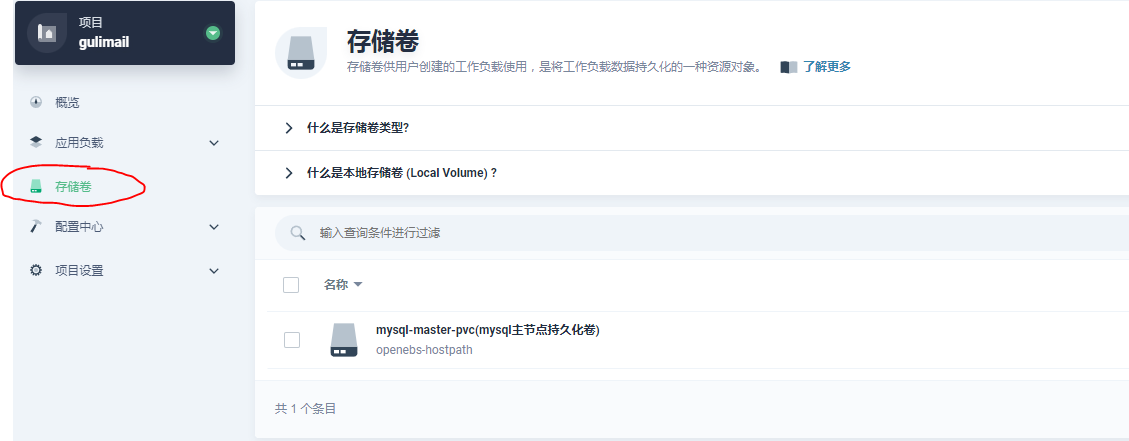 项目
gulimail
概览
应用负载
存储卷
配置中心
项目设置
存储卷
存储卷供用户创建的工作负载使用，是将工作负载数据持久化的一种资源对象。 了解更多
什么是存储卷类型?
什么是本地存储卷 (Local Volume) ?
输入查询条件进行过滤
名称
mysql-master-pvc(mysql主节点持久化卷)
openebs-hostpath
共 1 个条目